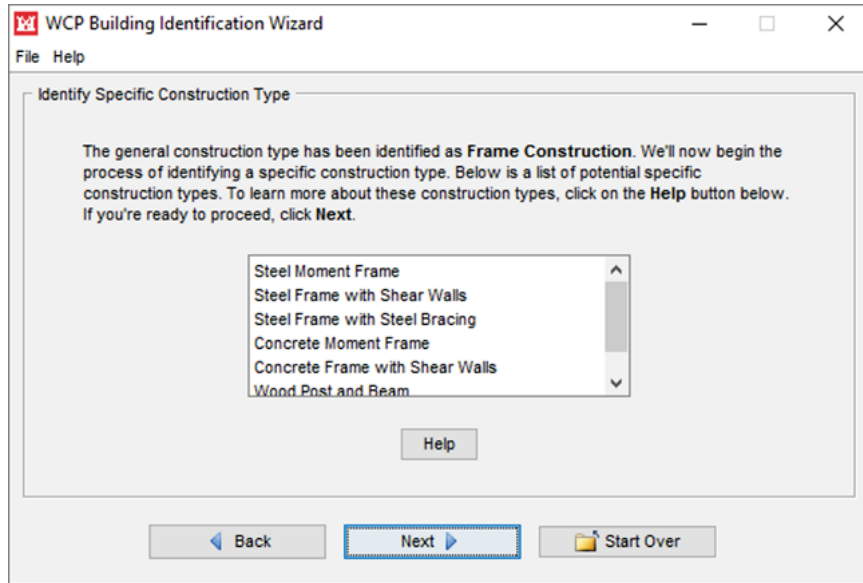 WCP Building Identification Wizard
File Help
Identify Specific Construction Type
The general construction type has been identified as Frame Construction. We'll now begin the
process of identifying a specific construction type. Below is a list of potential specific
construction types. To learn more about these construction types, click on the Help button below.
If you're ready to proceed, click Next.
Steel Moment Frame
Steel Frame with Shear Walls
Steel Frame with Steel Bracing
Concrete Moment Frame
Concrete Frame with Shear Walls
Wood Post and Beam
Help
Back Next Start Over